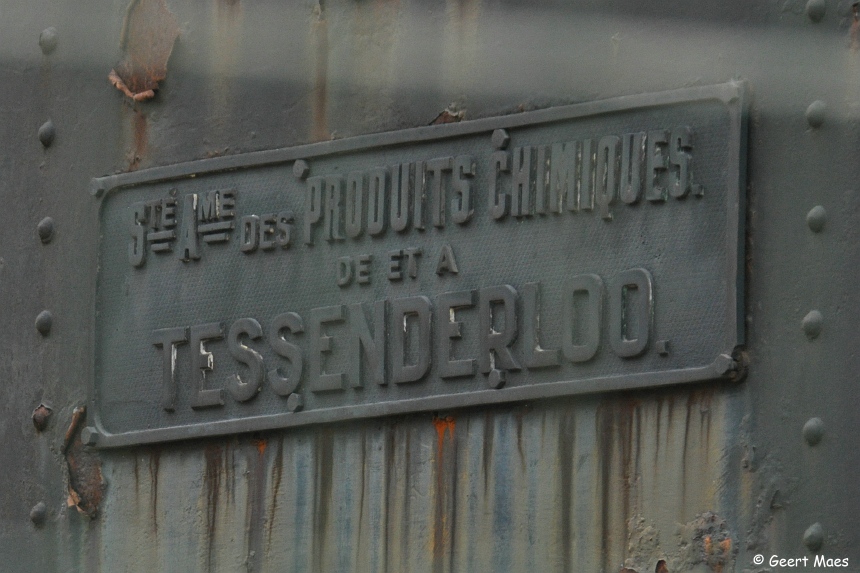 STÉ AME DES PRODUITS CHIMIQUES.
DE ET A
TESSENDERLOO.
© Geert Maes